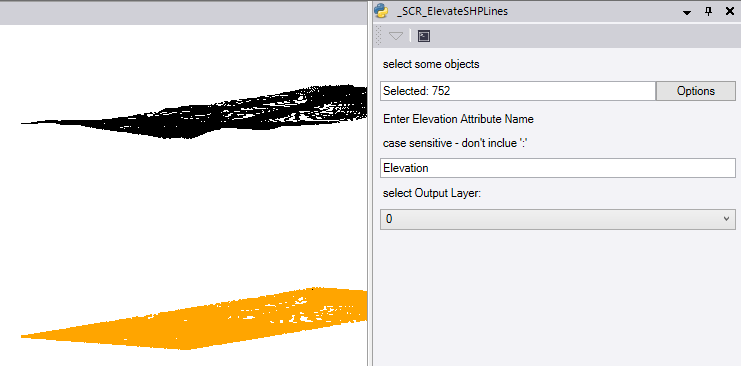 _SCR_ElevateSHPLines
select some objects
Selected: 752
Options
Enter Elevation Attribute Name
case sensitive - don't inclue ':'
Elevation
select Output Layer:
0